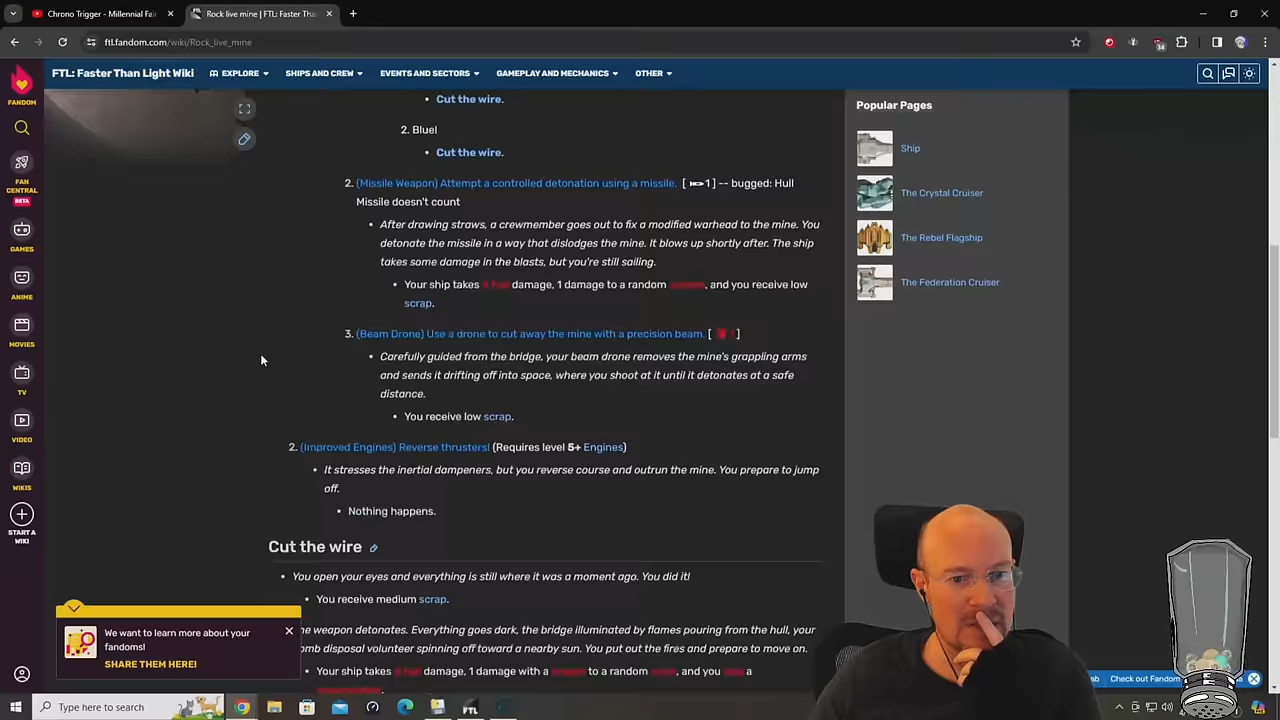 Chrono Trigger - Millennial Fai
Rock live mine | FTL: Faster Than
ftl.fandom.com/wiki/Rock_live_mine
14
FANDOM
FTL: Faster Than Light Wiki
EXPLORE
SHIPS AND CREW
EVENTS AND SECTORS
GAMEPLAY AND MECHANICS
OTHER
FAN
CENTRAL
BETA
GAMES
ANIME
MOVIES
TV
VIDEO
WIKIS
START A
WIKI
• Cut the wire.
2. Blue!
• Cut the wire.
2. (Missile Weapon) Attempt a controlled detonation using a missile. [ 1 ] -- bugged: Hull
Missile doesn't count
• After drawing straws, a crewmember goes out to fix a modified warhead to the mine. You
detonate the missile in a way that dislodges the mine. It blows up shortly after. The ship
takes some damage in the blasts, but you're still sailing.
• Your ship takes damage, 1 damage to a random , and you receive low
scrap.
3. (Beam Drone) Use a drone to cut away the mine with a precision beam. [ ]
• Carefully guided from the bridge, your beam drone removes the mine's grappling arms
and sends it drifting off into space, where you shoot at it until it detonates at a safe
distance.
• You receive low scrap.
2. (Improved Engines) Reverse thrusters! (Requires level 5+ Engines)
• It stresses the inertial dampeners, but you reverse course and outrun the mine. You prepare to jump
off.
• Nothing happens.
Cut the wire
• You open your eyes and everything is still where it was a moment ago. You did it!
• You receive medium scrap.
he weapon detonates. Everything goes dark, the bridge illuminated by flames pouring from the hull, your
omb disposal volunteer spinning off toward a nearby sun. You put out the fires and prepare to move on.
• Your ship takes damage, 1 damage with a to a random , and you a
Popular Pages
Ship
The Crystal Cruiser
The Rebel Flagship
The Federation Cruiser
We want to learn more about your
fandoms!
SHARE THEM HERE!
ab
Check out Fandom
Type here to search
FTL